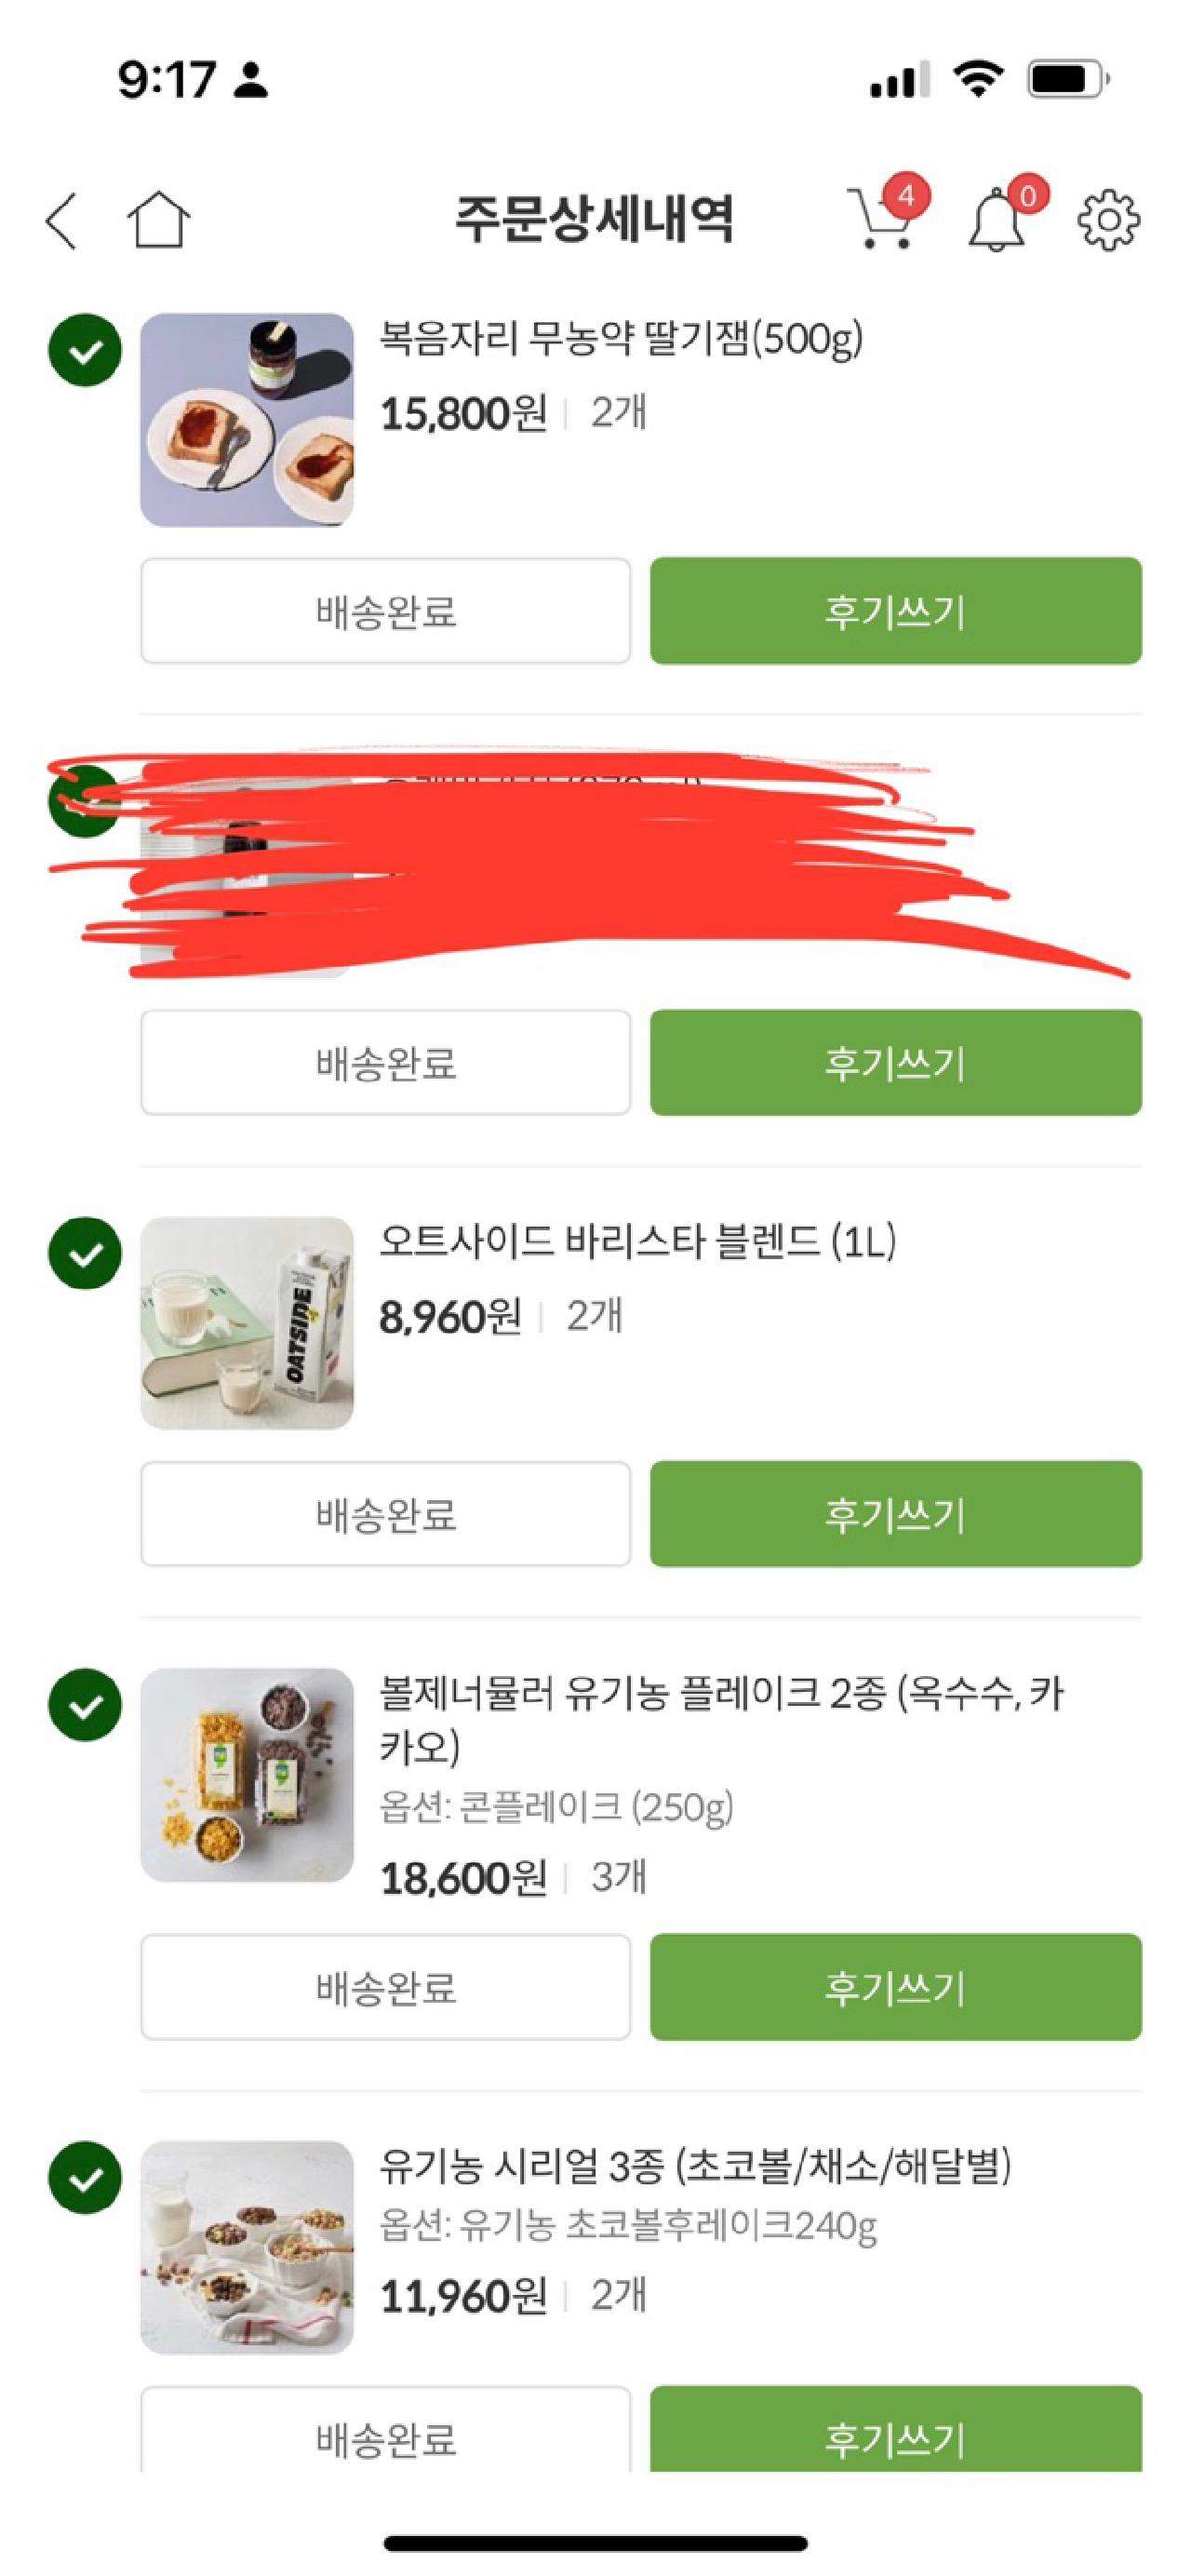 9:17
주문상세내역
4
0
복음자리 무농약 딸기잼(500g)
15,800원 2개
배송완료 후기쓰기
배송완료 후기쓰기
오트사이드 바리스타 블렌드 (1L)
OATSIDE
8,960원 2개
배송완료 후기쓰기
볼제너뮬러 유기농 플레이크 2종 (옥수수, 카
카오)
옵션: 콘플레이크 (250g)
18,600원 3개
배송완료 후기쓰기
유기농 시리얼 3종 (초코볼/채소/해달별)
옵션: 유기농 초코볼후레이크240g
11,960원 2개
배송완료 후기쓰기